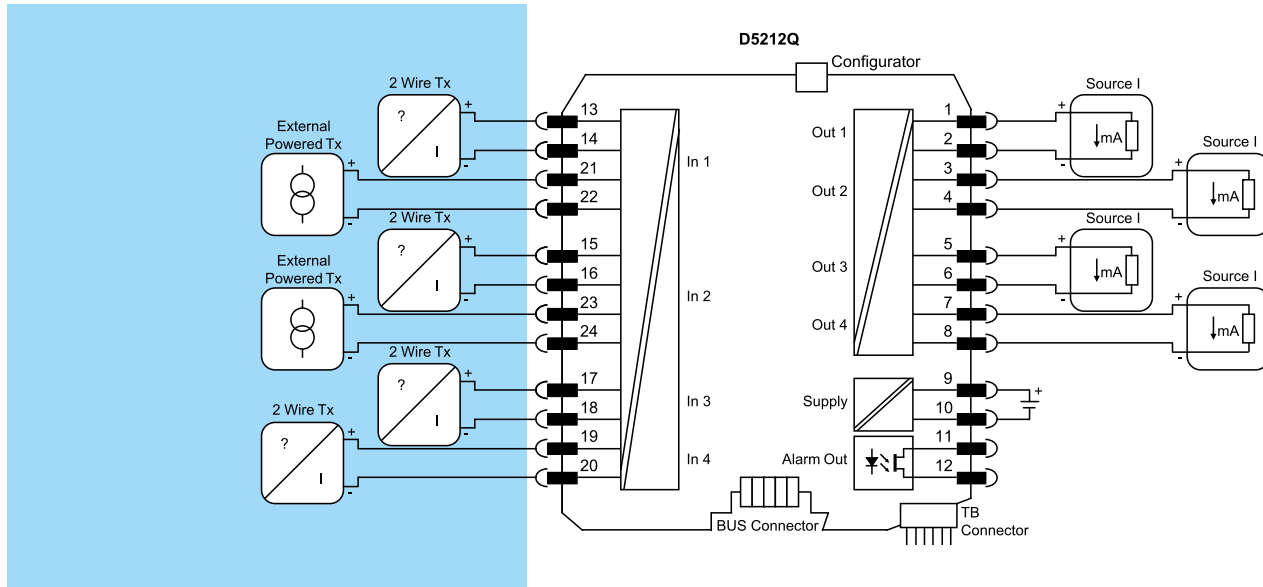 D5212Q
Configurator
2 Wire Tx
+
?
I
-
13
14
External
Powered Tx
+
-
21
22
In 1
2 Wire Tx
+
?
I
-
15
16
External
Powered Tx
+
-
23
24
In 2
2 Wire Tx
+
?
I
-
17
18
In 3
2 Wire Tx
+
?
I
-
19
20
In 4
Out 1
1
2
Source I
+
mA
-
Out 2
3
4
Source I
+
mA
-
Out 3
5
6
Source I
+
mA
-
Out 4
7
8
Source I
+
mA
-
Supply
9
10
+
Alarm Out
11
12
BUS Connector
TB
Connector